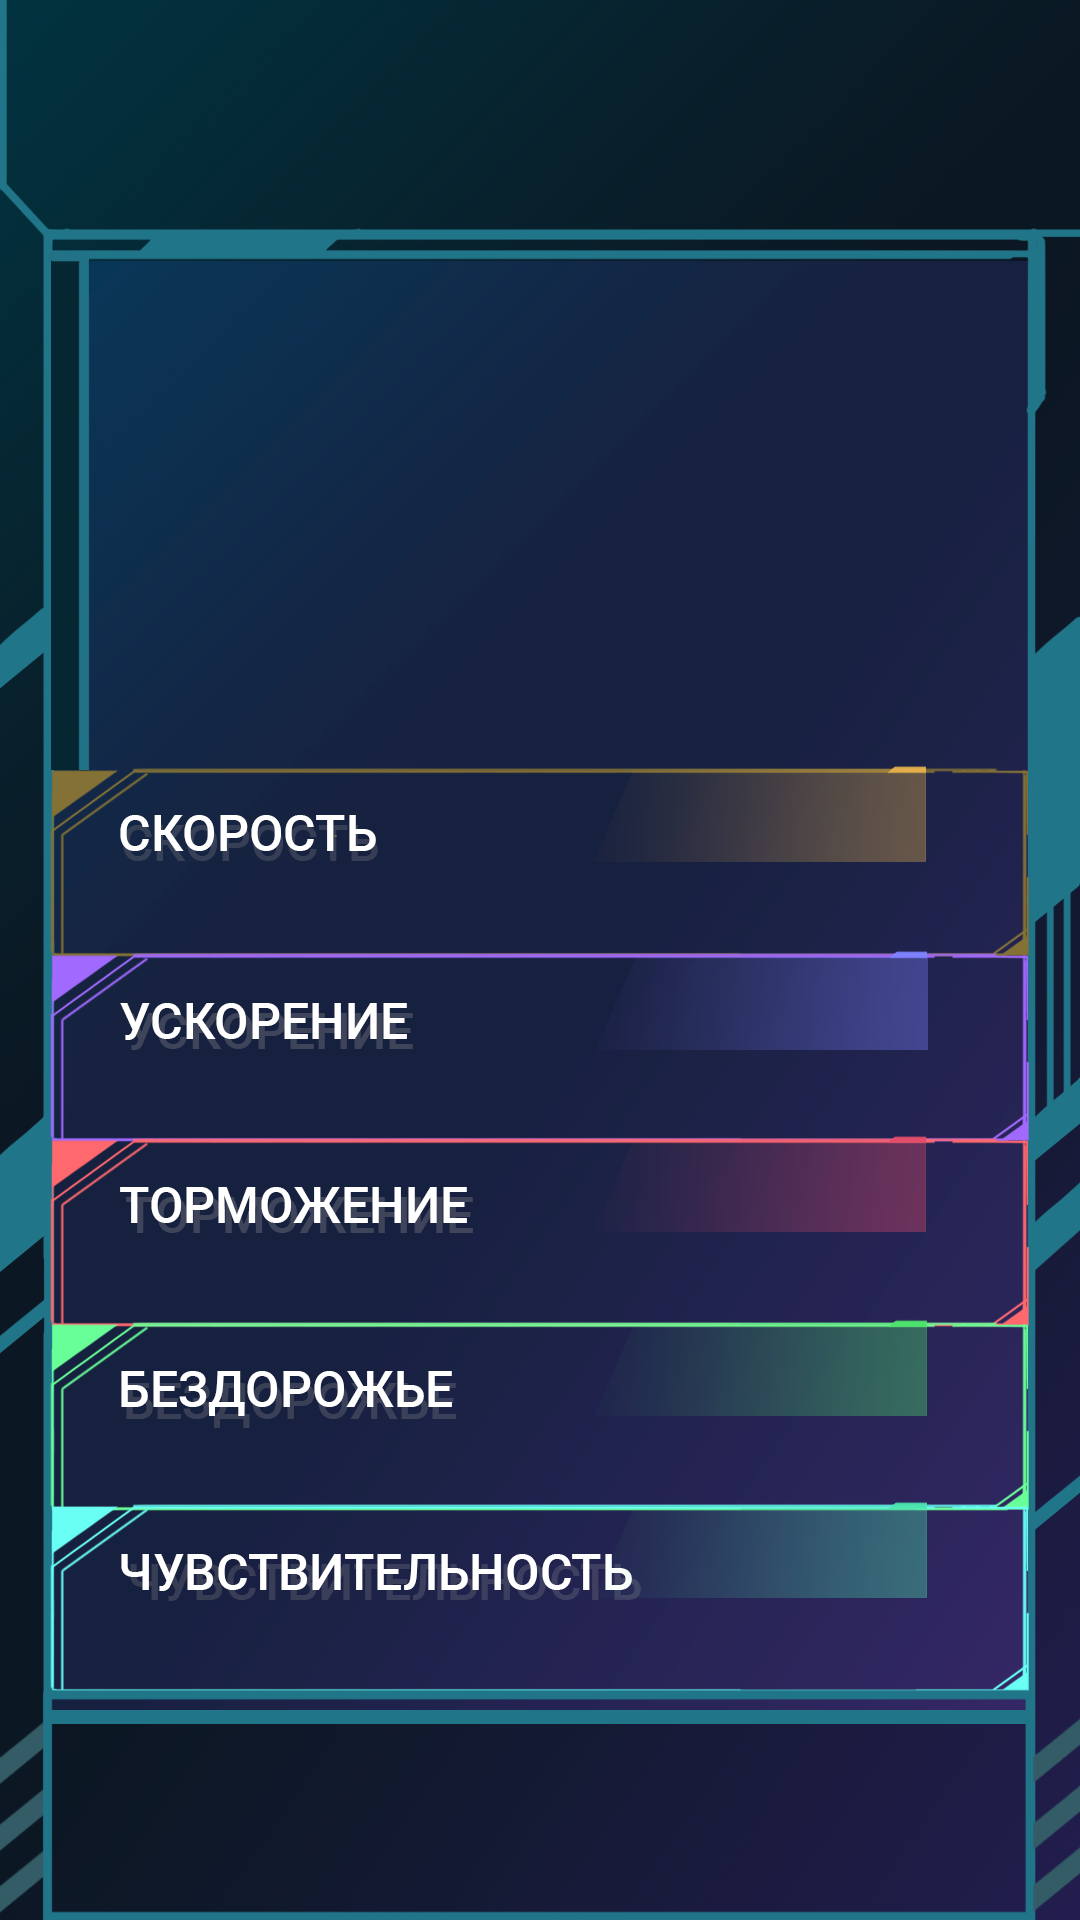 СКОРОСТЬ
УСКОРЕНИЕ
ТОРМОЖЕНИЕ
БЕЗДОРОЖЬЕ
ЧУВСТВИТЕЛЬНОСТЬ